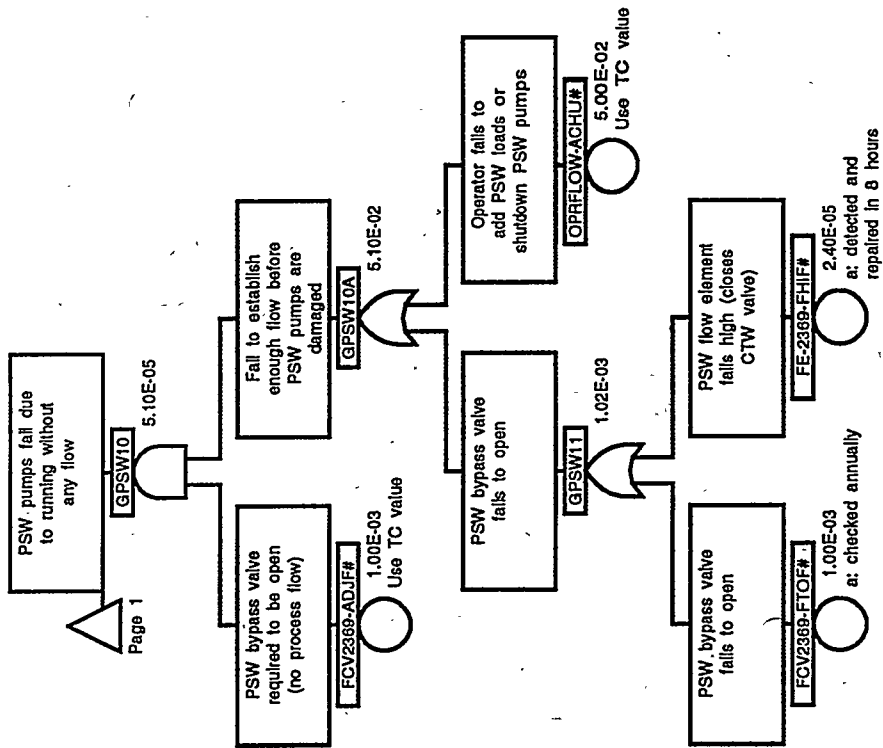 PSW pumps fail due
to running without
any flow
GPSW10
5.10E-05
Page 1
PSW bypass valve
required to be open
(no process flow)
FCV2369-ADJF#
1.00E-03
Use TC value
Fail to establish
enough flow before
PSW pumps are
damaged
GPSW10A
5.10E-02
PSW bypass valve
fails to open
GPSW11
1.02E-03
Operator fails to
add PSW loads or
shutdown PSW pumps
OPRFLOW-ACHU#
5.00E-02
Use TC value
PSW bypass valve
fails to open
FCV2369-FTOF#
1.00E-03
a: checked annually
PSW flow element
fails high (closes
CTW valve)
FE-2369-FHIF#
2.40E-05
a: detected and
repaired in 8 hours